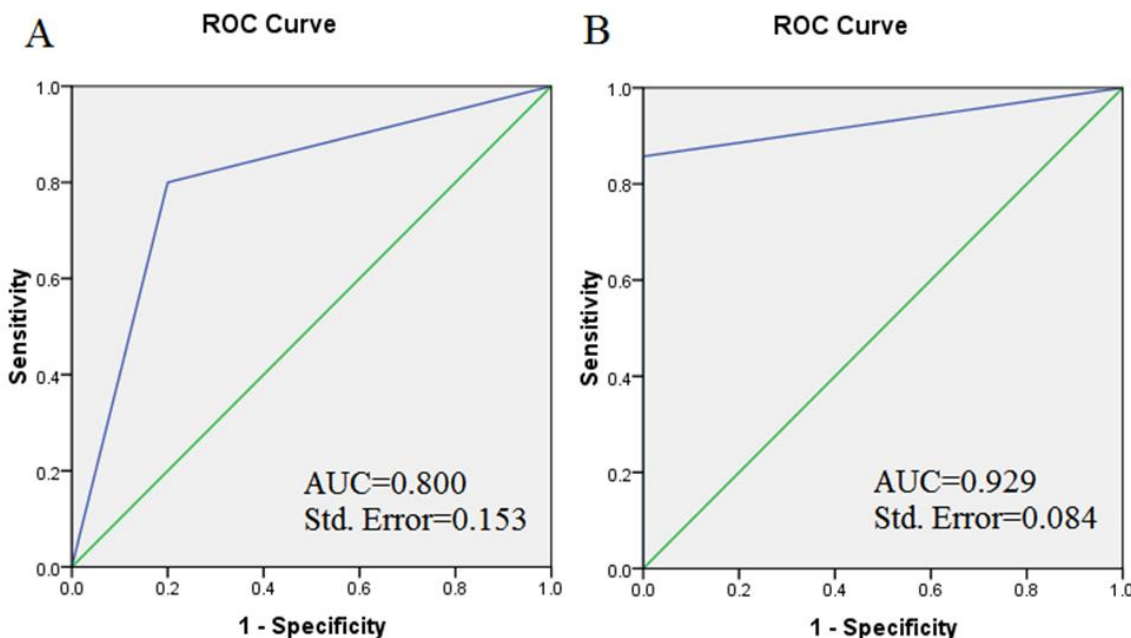 A
ROC Curve
1.0
0.8
0.6
0.4
0.2
0.0
Sensitivity
AUC=0.800
Std. Error=0.153
0.0 0.2 0.4 0.6 0.8 1.0
1 - Specificity
B
ROC Curve
1.0
0.8
0.6
0.4
0.2
0.0
Sensitivity
AUC=0.929
Std. Error=0.084
0.0 0.2 0.4 0.6 0.8 1.0
1 - Specificity